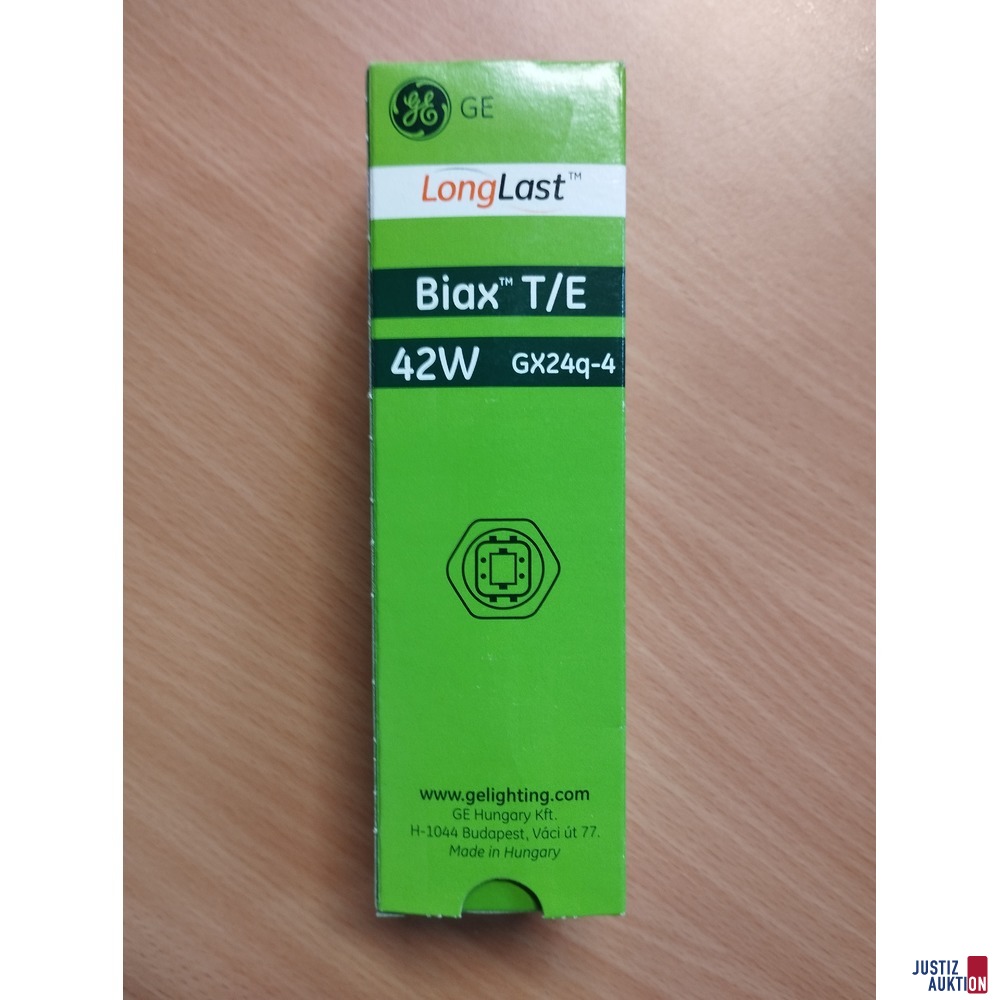 GE GE
LongLast™
Biax™ T/E
42W GX24q-4
www.gelighting.com
GE Hungary Kft.
H-1044 Budapest, Váci út 77.
Made in Hungary
JUSTIZ
AUKTION